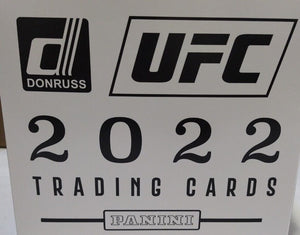 d
DONRUSS
UFC
2022
TRADING CARDS
PANINI